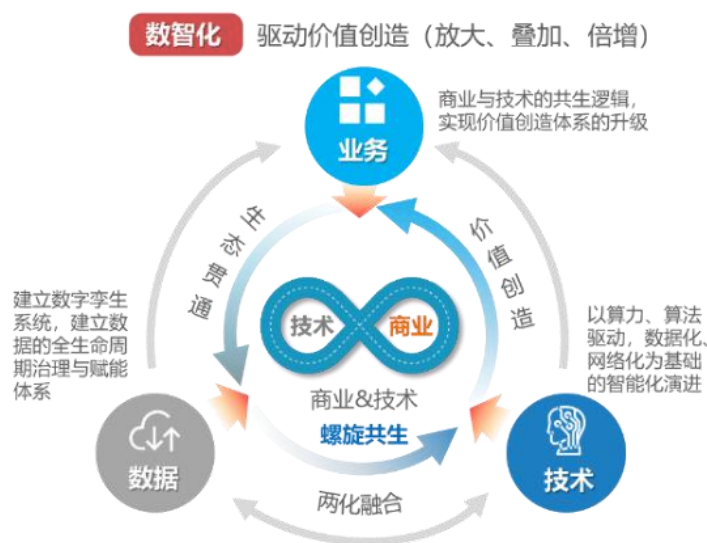 数智化 驱动价值创造（放大、叠加、倍增）
商业与技术的共生逻辑，
实现价值创造体系的升级
业务
生态贯通
价值创造
建立数字孪生
系统，建立数据
的全生命周
期治理与赋能
体系
技术 商业
商业&技术
螺旋共生
以算力、算法
驱动，数据化、
网络化为基础
的智能化演进
数据
技术
两化融合